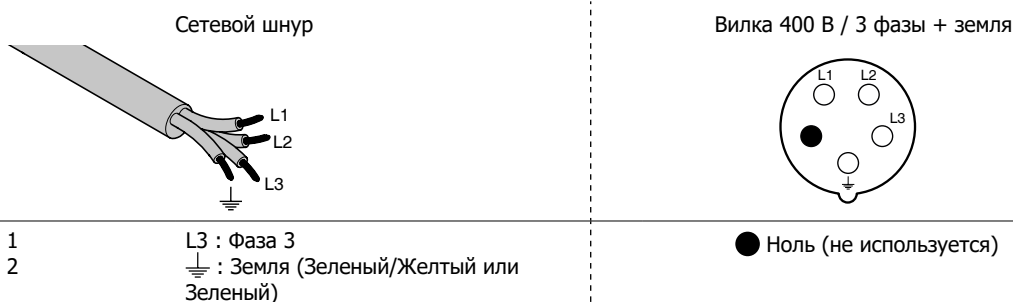 Сетевой шнур
Вилка 400 В / 3 фазы + земля
L1
L2
L3
L1
L2
L3
1
L3 : Фаза 3
2
: Земля (Зеленый/Желтый или
Зеленый)
Ноль (не используется)